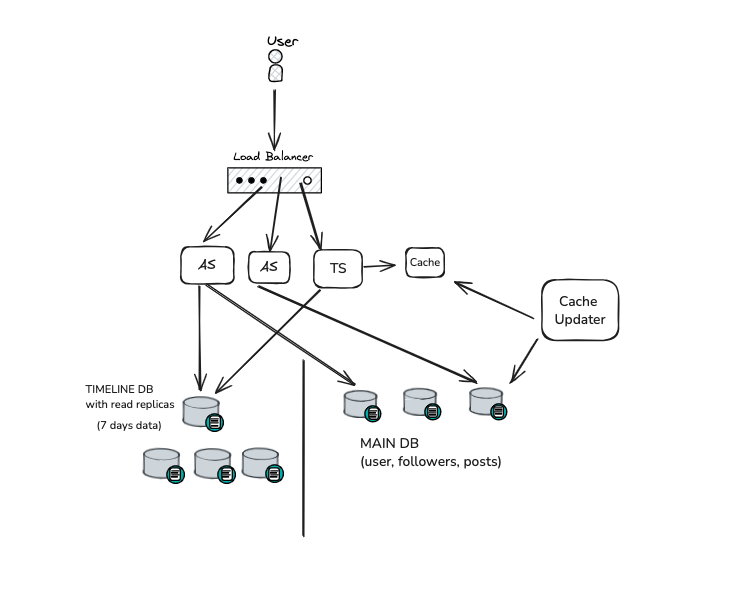 User
Load Balancer
AS
AS
TS
Cache
Cache
Updater
TIMELINE DB
with read replicas
(7 days data)
MAIN DB
(user, followers, posts)